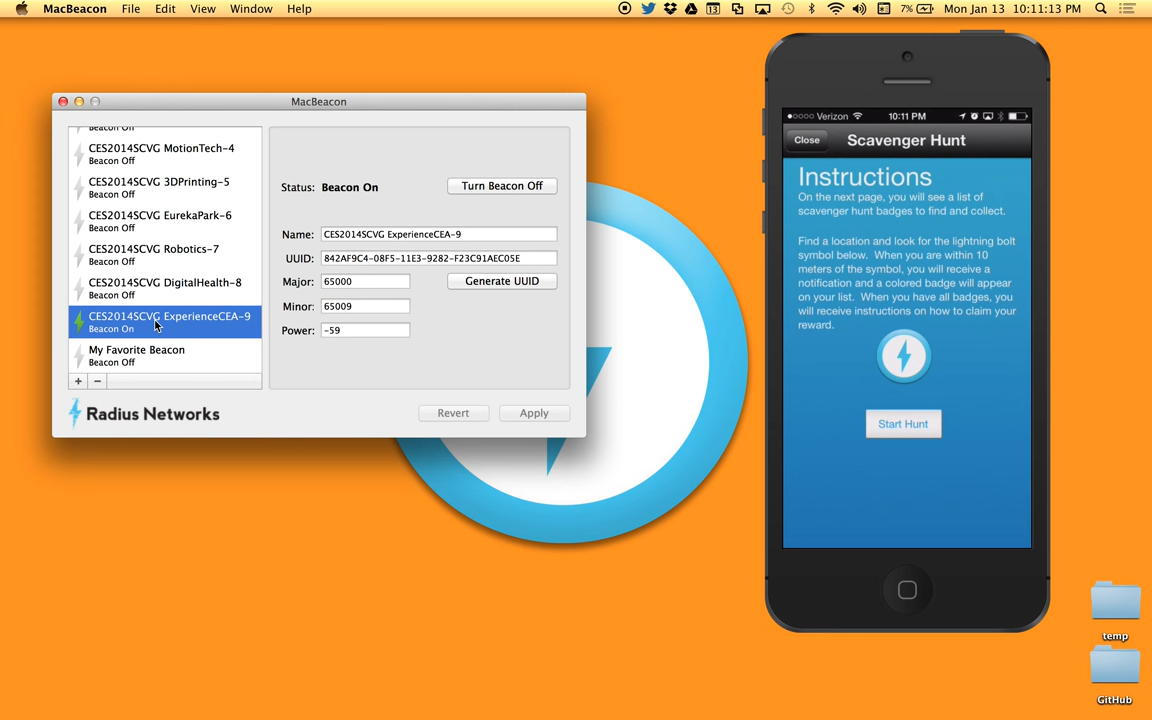 MacBeacon File Edit View Window Help
13
7%
Mon Jan 13 10:11:13 PM
MacBeacon
Beacon On
CES2014SCVG MotionTech-4
Beacon Off
CES2014SCVG 3DPrinting-5
Beacon Off
CES2014SCVG EurekaPark-6
Beacon Off
CES2014SCVG Robotics-7
Beacon Off
CES2014SCVG DigitalHealth-8
Beacon Off
CES2014SCVG ExperienceCEA-9
Beacon On
My Favorite Beacon
Beacon Off
+ −
Radius Networks
Status: Beacon On
Turn Beacon Off
Name: CES2014SCVG ExperienceCEA-9
UUID: 842AF9C4-08F5-11E3-9282-F23C91AEC05E
Major: 65000
Generate UUID
Minor: 65009
Power: -59
Revert
Apply
Verizon 10:11 PM
Close
Scavenger Hunt
Instructions
On the next page, you will see a list of
scavenger hunt badges to find and collect.
Find a location and look for the lightning bolt
symbol below. When you are within 10
meters of the symbol, you will receive a
notification and a colored badge will appear
on your list. When you have all badges, you
will receive instructions on how to claim your
reward.
Start Hunt
temp
GitHub